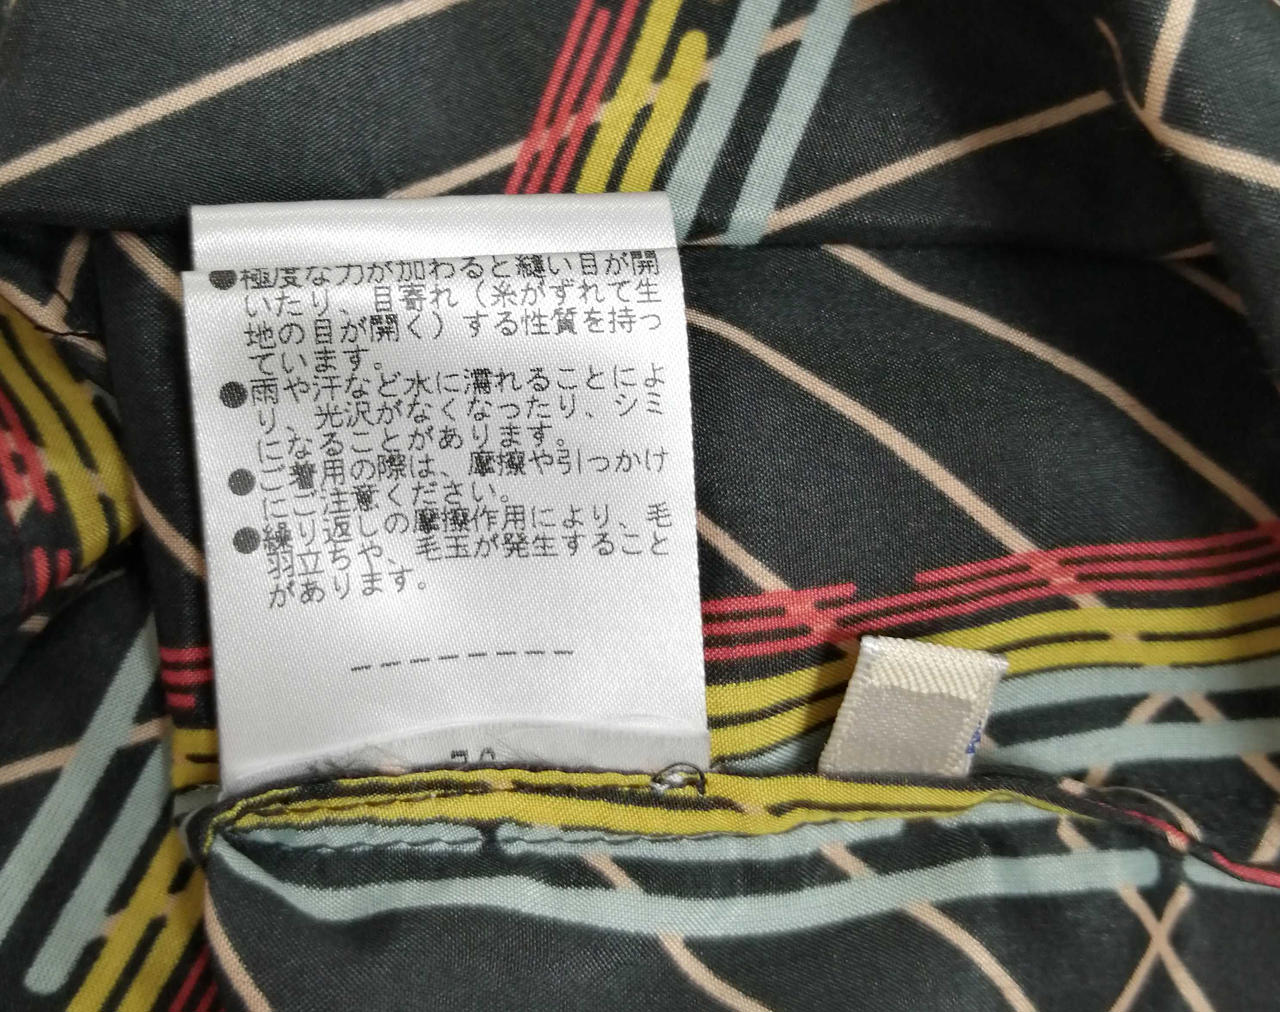 ●極度な力が加わると縫い目が開
いたり、目寄れ(糸がずれて生
地の目が開く)する性質を持っ
ています。
●雨や汗など水に濡れることによ
り、光沢がなくなったり、シミ
になることがあります。
●ご着用の際は、摩擦や引っかけ
にご注意ください。
●繰り返しの摩擦作用により、毛
羽立ちや、毛玉が発生すること
があります。
--------